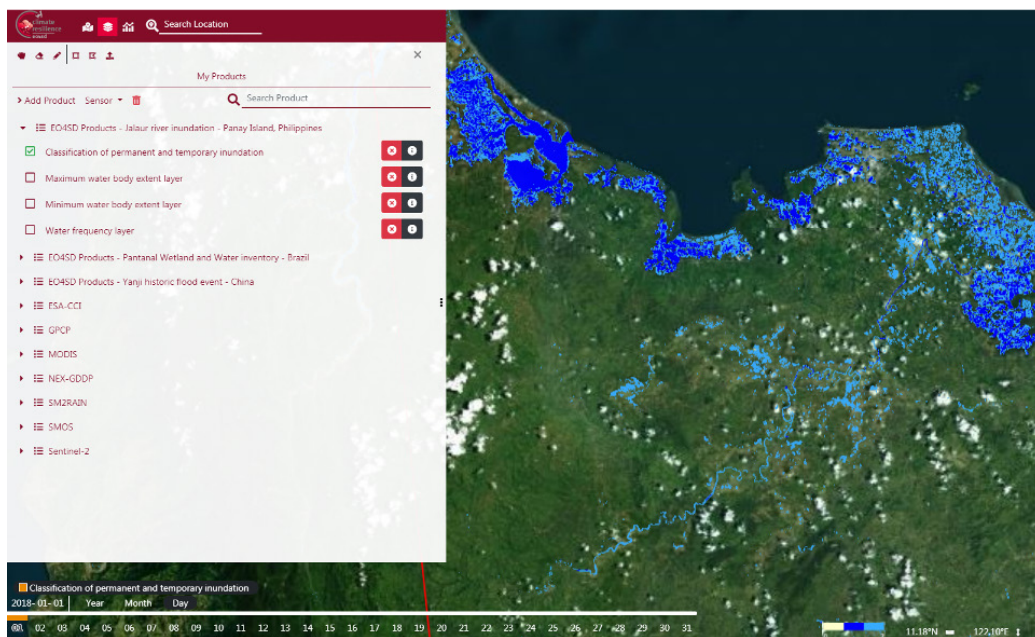 climate
resilience
Search Location
My Products
Add Product Sensor Search Product
EO4SD Products - Jalaur river inundation - Panay Island, Philippines
Classification of permanent and temporary inundation
Maximum water body extent layer
Minimum water body extent layer
Water frequency layer
EO4SD Products - Pantanal Wetland and Water inventory - Brazil
EO4SD Products - Yanji historic flood event - China
ESA-CCI
GPCP
MODIS
NEX-GDDP
SM2RAIN
SMOS
Sentinel-2
Classification of permanent and temporary inundation
2018-01-01 Year Month Day
01 02 03 04 05 06 07 08 09 10 11 12 13 14 15 16 17 18 19 20 21 22 23 24 25 26 27 28 29 30 31
11.18°N 122.10°E